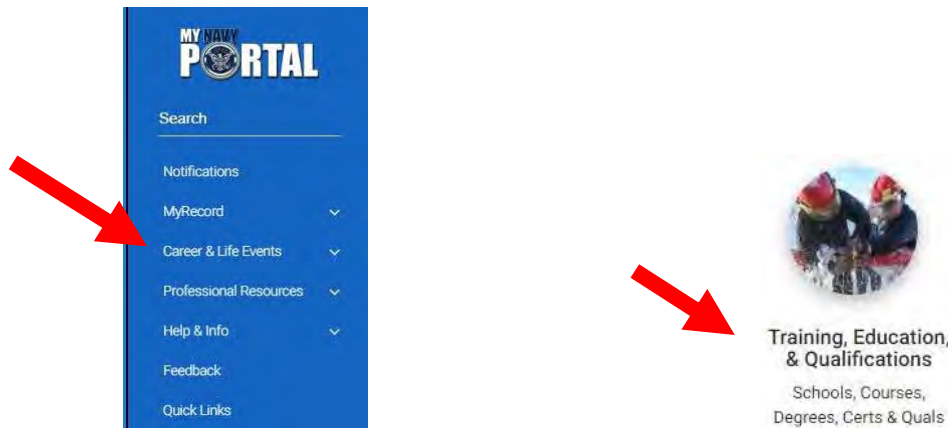 MY NAVY
PORTAL
Search
Notifications
MyRecord
Career & Life Events
Professional Resources
Help & Info
Feedback
Quick Links
Training, Education,
& Qualifications
Schools, Courses,
Degrees, Certs & Quals